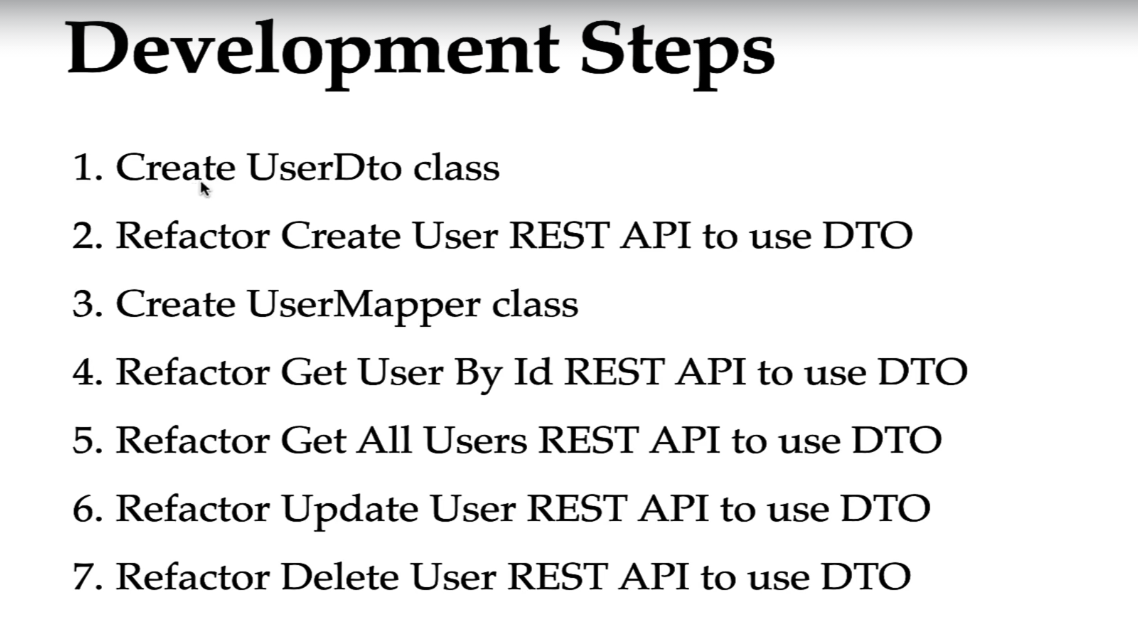 Development Steps
1. Create UserDto class
2. Refactor Create User REST API to use DTO
3. Create UserMapper class
4. Refactor Get User By Id REST API to use DTO
5. Refactor Get All Users REST API to use DTO
6. Refactor Update User REST API to use DTO
7. Refactor Delete User REST API to use DTO